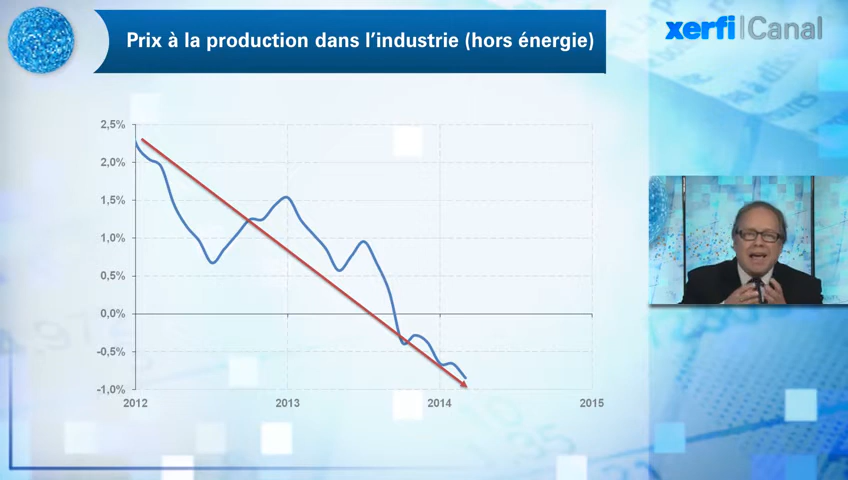 Prix à la production dans l'industrie (hors énergie)
xerfi|Canal
2,5%
2,0%
1,5%
1,0%
0,5%
0,0%
-0,5%
-1,0%
2012 2013 2014 2015